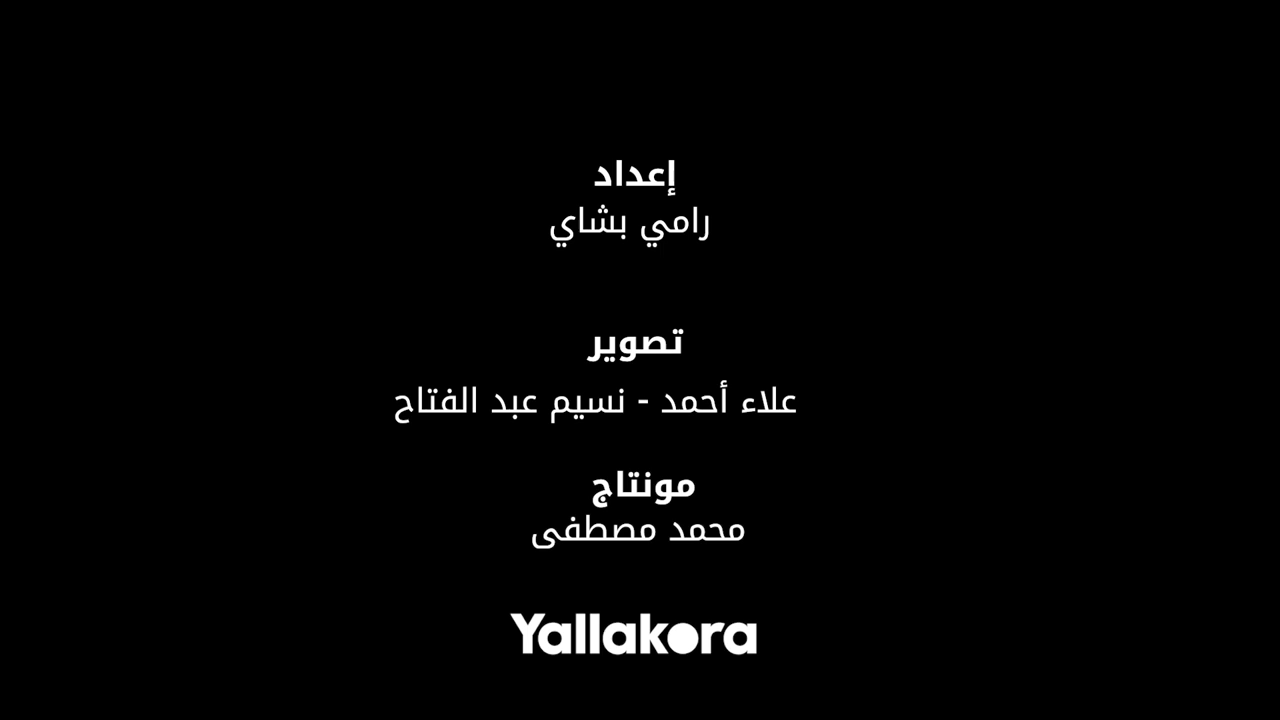 إعداد
رامي بشاي
تصوير
علاء أحمد - نسيم عبد الفتاح
مونتاج
محمد مصطفى
Yallakora